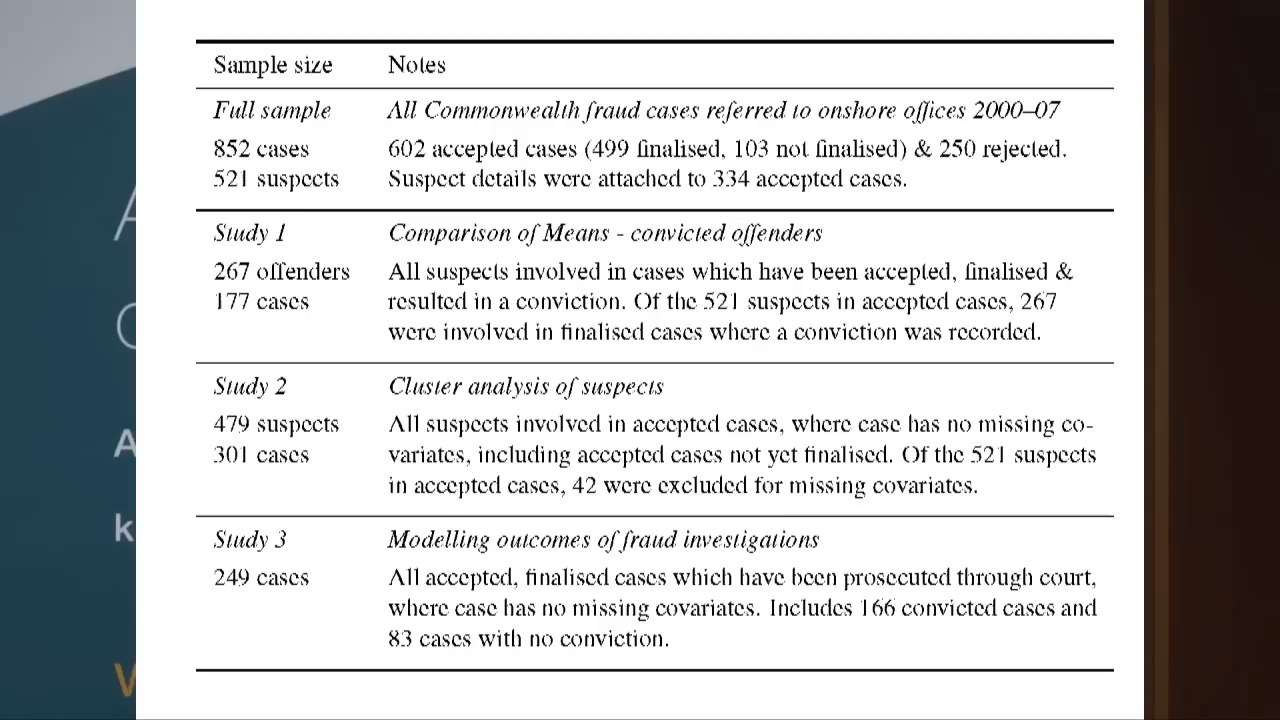 Sample size Notes
Full sample All Commonwealth fraud cases referred to onshore offices 2000–07
852 cases 602 accepted cases (499 finalised, 103 not finalised) & 250 rejected.
521 suspects Suspect details were attached to 334 accepted cases.
Study 1 Comparison of Means - convicted offenders
267 offenders All suspects involved in cases which have been accepted, finalised &
177 cases resulted in a conviction. Of the 521 suspects in accepted cases, 267
were involved in finalised cases where a conviction was recorded.
Study 2 Cluster analysis of suspects
479 suspects All suspects involved in accepted cases, where case has no missing co-
301 cases variates, including accepted cases not yet finalised. Of the 521 suspects
in accepted cases, 42 were excluded for missing covariates.
Study 3 Modelling outcomes of fraud investigations
249 cases All accepted, finalised cases which have been prosecuted through court,
where case has no missing covariates. Includes 166 convicted cases and
83 cases with no conviction.